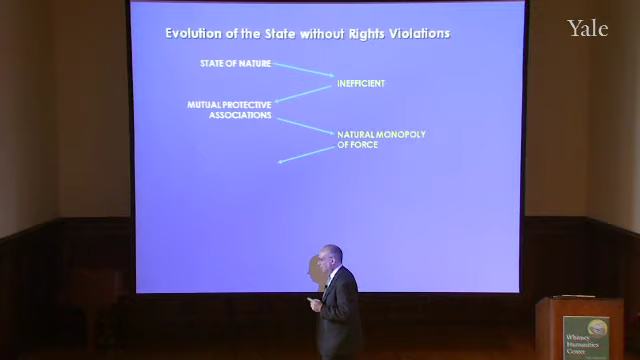 Evolution of the State without Rights Violations
Yale
STATE OF NATURE
INEFFICIENT
MUTUAL PROTECTIVE
ASSOCIATIONS
NATURAL MONOPOLY
OF FORCE
Whitney
Humanities
Center